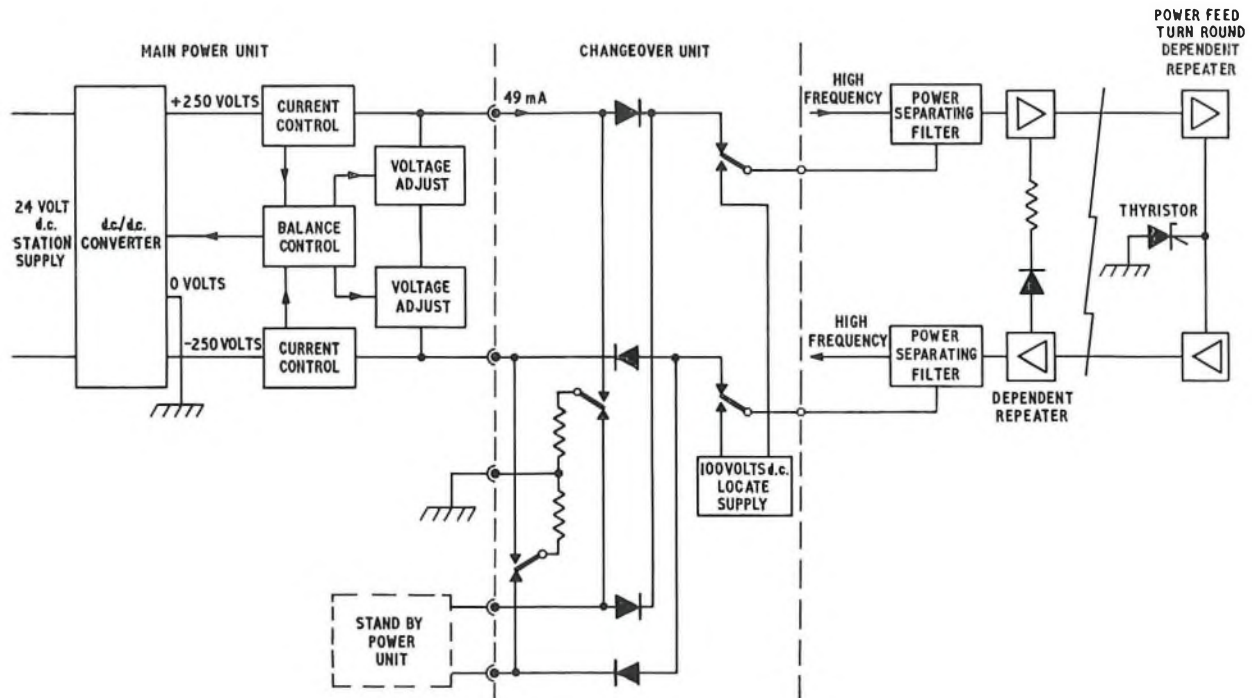 MAIN POWER UNIT
CHANGEOVER UNIT
POWER FEED
TURN ROUND
DEPENDENT
REPEATER
24 VOLT
d.c.
STATION
SUPPLY
d.c./d.c.
CONVERTER
+250 VOLTS
0 VOLTS
-250 VOLTS
CURRENT
CONTROL
BALANCE
CONTROL
CURRENT
CONTROL
VOLTAGE
ADJUST
VOLTAGE
ADJUST
49 mA
HIGH
FREQUENCY
POWER
SEPARATING
FILTER
THYRISTOR
HIGH
FREQUENCY
POWER
SEPARATING
FILTER
DEPENDENT
REPEATER
100 VOLTS d.c.
LOCATE
SUPPLY
STAND BY
POWER
UNIT